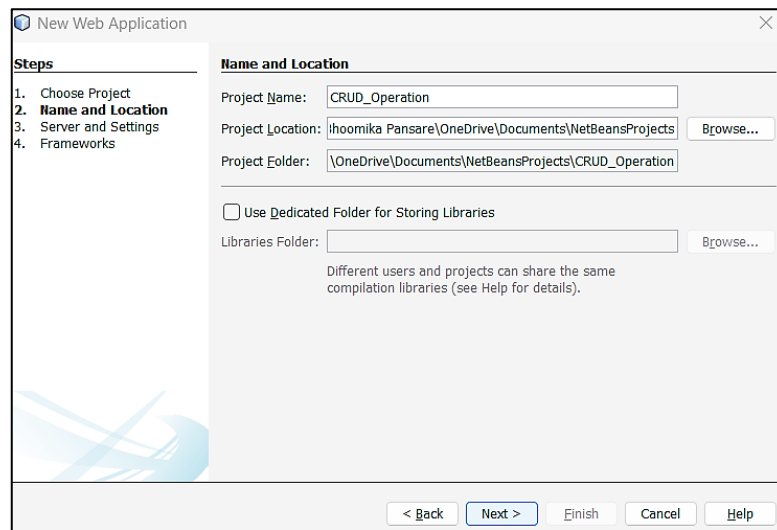 New Web Application
Steps
1. Choose Project
2. Name and Location
3. Server and Settings
4. Frameworks
Name and Location
Project Name: CRUD_Operation
Project Location: Bhoomika Pansare\OneDrive\Documents\NetBeansProjects Browse...
Project Folder: \OneDrive\Documents\NetBeansProjects\CRUD_Operation
Use Dedicated Folder for Storing Libraries
Libraries Folder: Browse...
Different users and projects can share the same
compilation libraries (see Help for details).
< Back Next > Finish Cancel Help